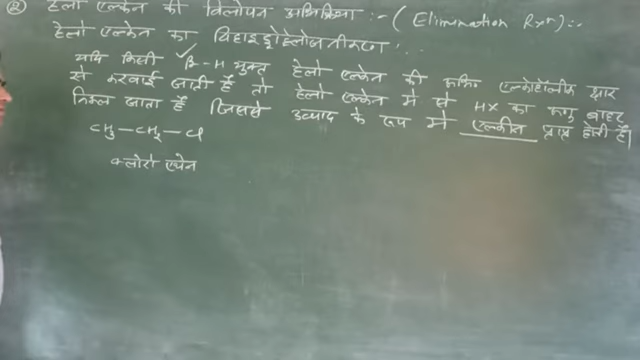 ② हेलो एल्केन की विलोपन अभिक्रिया :- ( Elimination Rxn) :-
हेलो एल्केन का विहाइड्रोहैलोजनीकरण :-
यदि किसी β-H युक्त हेलो एल्केन की क्रिया एल्कोहॉलिक क्षार
से करवाई जाती है तो हेलो एल्केन में से HX का अणु बाहर
निकल जाता है जिससे उत्पाद के रूप में एल्कीन प्राप्त होती है।
CH3-CH2-Cl
क्लोरो एथेन